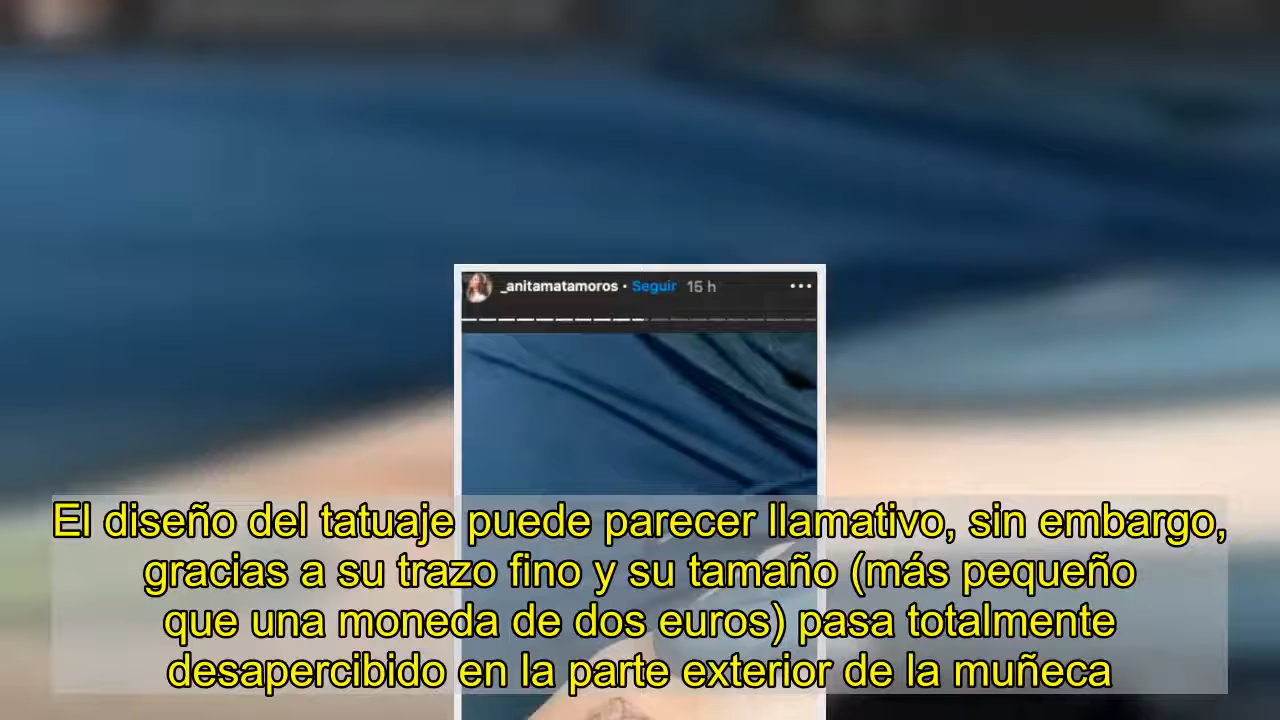 _anitamatamoros • Seguir 15 h
El diseño del tatuaje puede parecer llamativo, sin embargo,
gracias a su trazo fino y su tamaño (más pequeño
que una moneda de dos euros) pasa totalmente
desapercibido en la parte exterior de la muñeca